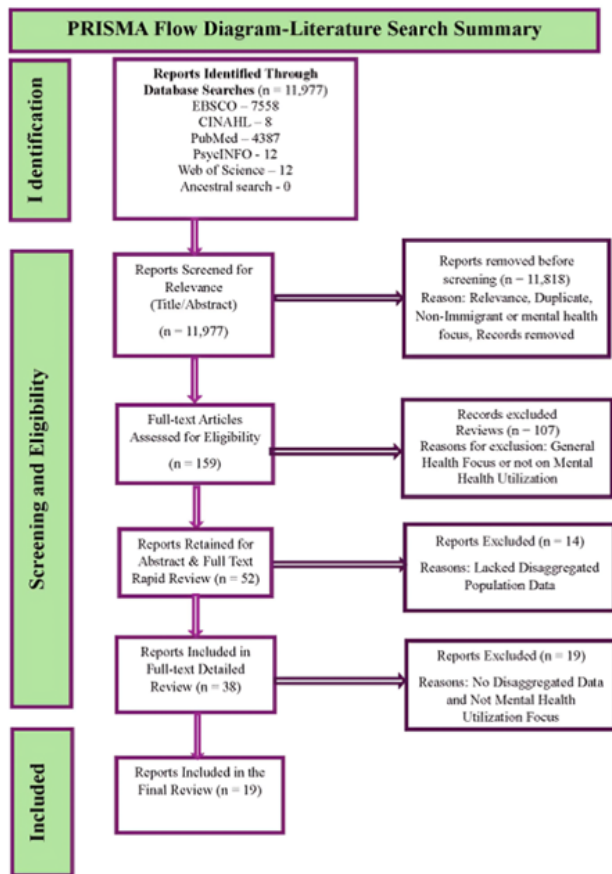 PRISMA Flow Diagram-Literature Search Summary
I dentification
Reports Identified Through
Database Searches (n = 11,977)
EBSCO – 7558
CINAHL – 8
PubMed – 4387
PsycINFO - 12
Web of Science – 12
Ancestral search - 0
Screening and Eligibility
Reports Screened for
Relevance
(Title/Abstract)
(n = 11,977)
Reports removed before
screening (n = 11,818)
Reason: Relevance, Duplicate,
Non-Immigrant or mental health
focus, Records removed
Full-text Articles
Assessed for Eligibility
(n = 159)
Records excluded
Reviews (n = 107)
Reasons for exclusion: General
Health Focus or not on Mental
Health Utilization
Reports Retained for
Abstract & Full Text
Rapid Review (n = 52)
Reports Excluded (n = 14)
Reasons: Lacked Disaggregated
Population Data
Reports Included in
Full-text Detailed
Review (n = 38)
Reports Excluded (n = 19)
Reasons: No Disaggregated Data
and Not Mental Health
Utilization Focus
Included
Reports Included in the
Final Review (n = 19)